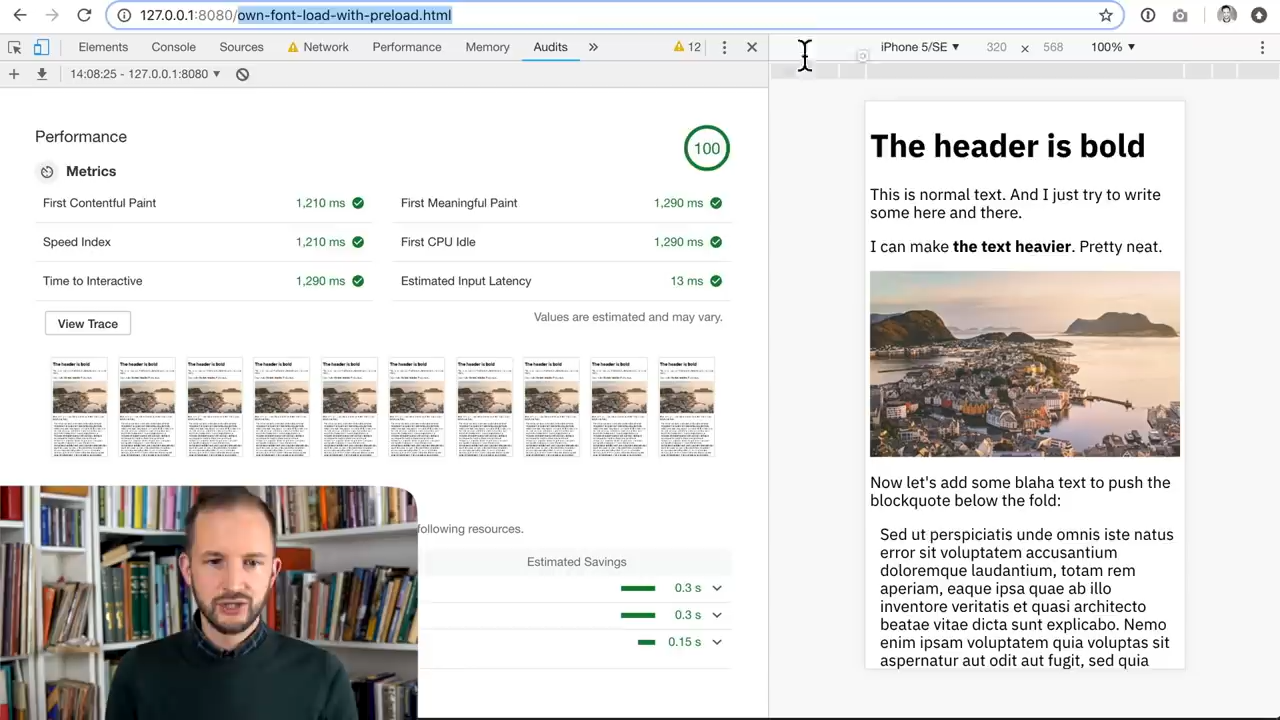 127.0.0.1:8080/own-font-load-with-preload.html
Elements Console Sources Network Performance Memory Audits » 12
14:08:25 - 127.0.0.1:8080
iPhone 5/SE 320 × 568 100%
Performance
100
Metrics
First Contentful Paint 1,210 ms
First Meaningful Paint 1,290 ms
Speed Index 1,210 ms
First CPU Idle 1,290 ms
Time to Interactive 1,290 ms
Estimated Input Latency 13 ms
View Trace
Values are estimated and may vary.
following resources.
Estimated Savings
0.3 s
0.3 s
0.15 s
The header is bold
This is normal text. And I just try to write
some here and there.
I can make the text heavier. Pretty neat.
Now let's add some blaha text to push the
blockquote below the fold:
Sed ut perspiciatis unde omnis iste natus
error sit voluptatem accusantium
doloremque laudantium, totam rem
aperiam, eaque ipsa quae ab illo
inventore veritatis et quasi architecto
beatae vitae dicta sunt explicabo. Nemo
enim ipsam voluptatem quia voluptas sit
aspernatur aut odit aut fugit, sed quia